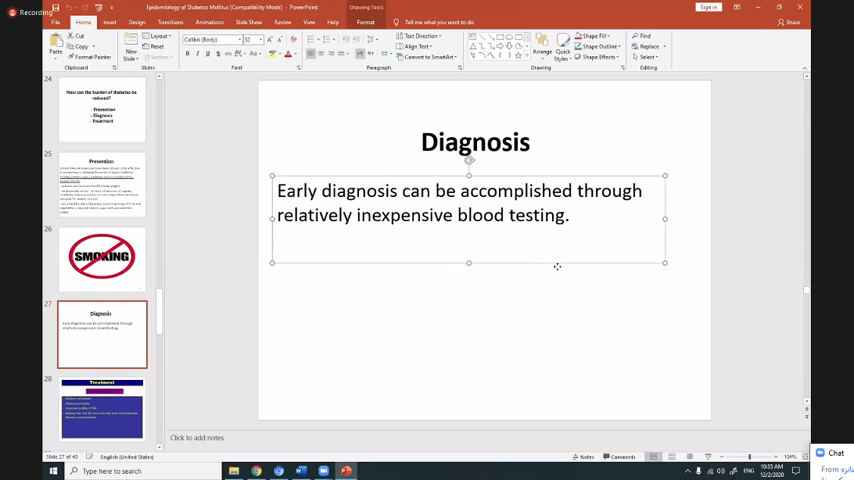 Recording
Epidemiology of Diabetes Mellitus [Compatibility Mode] - PowerPoint
Drawing Tools
Sign in
File Home Insert Design Transitions Animations Slide Show Review View Help Format Tell me what you want to do
Share
Cut
Copy
Format Painter
Paste
Clipboard
New Slide
Layout
Reset
Section
Slides
Calibri (Body) 32
Font
Text Direction
Align Text
Convert to SmartArt
Paragraph
Arrange
Quick Styles
Shape Fill
Shape Outline
Shape Effects
Drawing
Find
Replace
Select
Editing
24
How can the burden of diabetes be
reduced?
- Prevention
- Diagnosis
- Treatment
25
Prevention
26
SMOKING
27
Diagnosis
Early diagnosis can be accomplished through
relatively inexpensive blood testing.
28
Treatment
Diagnosis
Early diagnosis can be accomplished through
relatively inexpensive blood testing.
Click to add notes
Slide 27 of 40 English (United States)
Notes Comments 104%
Type here to search
ENG
10:35 AM
12/2/2020
Chat
From